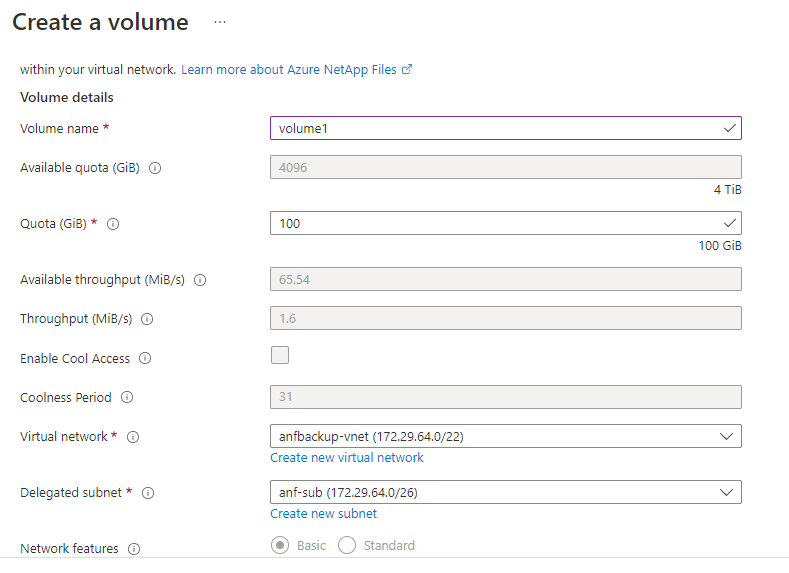 Create a volume ...
within your virtual network. Learn more about Azure NetApp Files
Volume details
Volume name * volume1
Available quota (GiB) 4096
4 TiB
Quota (GiB) * 100
100 GiB
Available throughput (MiB/s) 65.54
Throughput (MiB/s) 1.6
Enable Cool Access
Coolness Period 31
Virtual network * anfbackup-vnet (172.29.64.0/22)
Create new virtual network
Delegated subnet * anf-sub (172.29.64.0/26)
Create new subnet
Network features Basic Standard